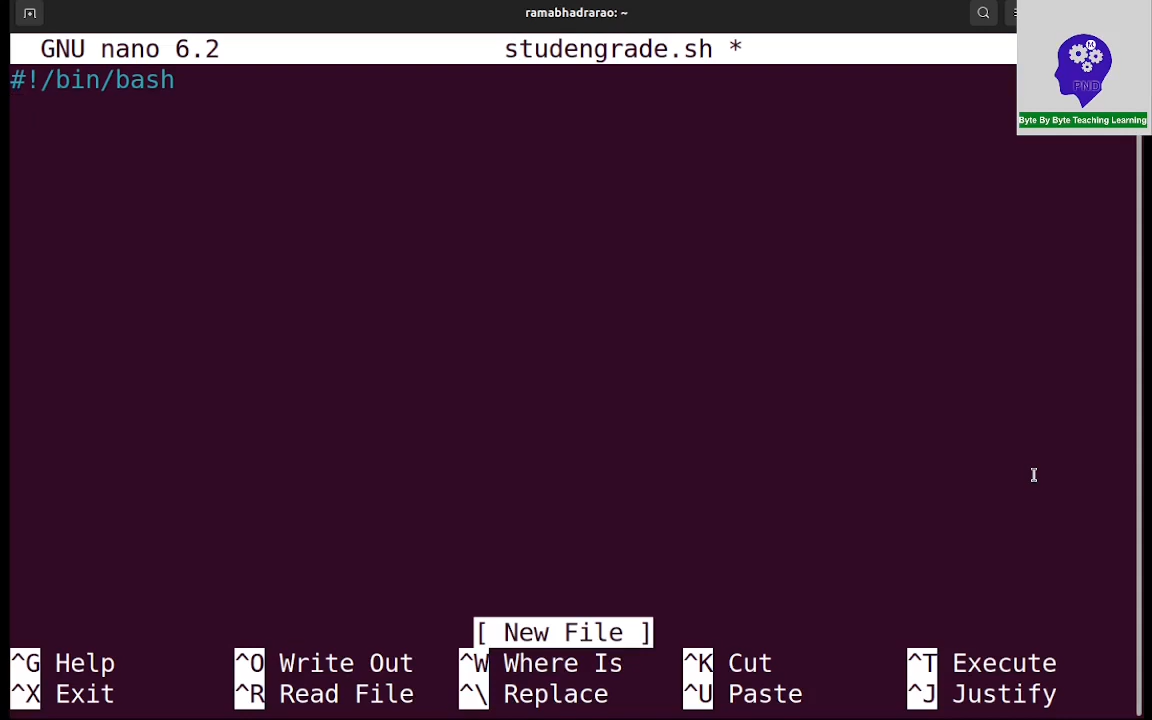 ramabhadrarao: ~
GNU nano 6.2 studengrade.sh *
#!/bin/bash
PND
Byte By Byte Teaching Learning
[ New File ]
^G Help ^O Write Out ^W Where Is ^K Cut ^T Execute
^X Exit ^R Read File ^\ Replace ^U Paste ^J Justify